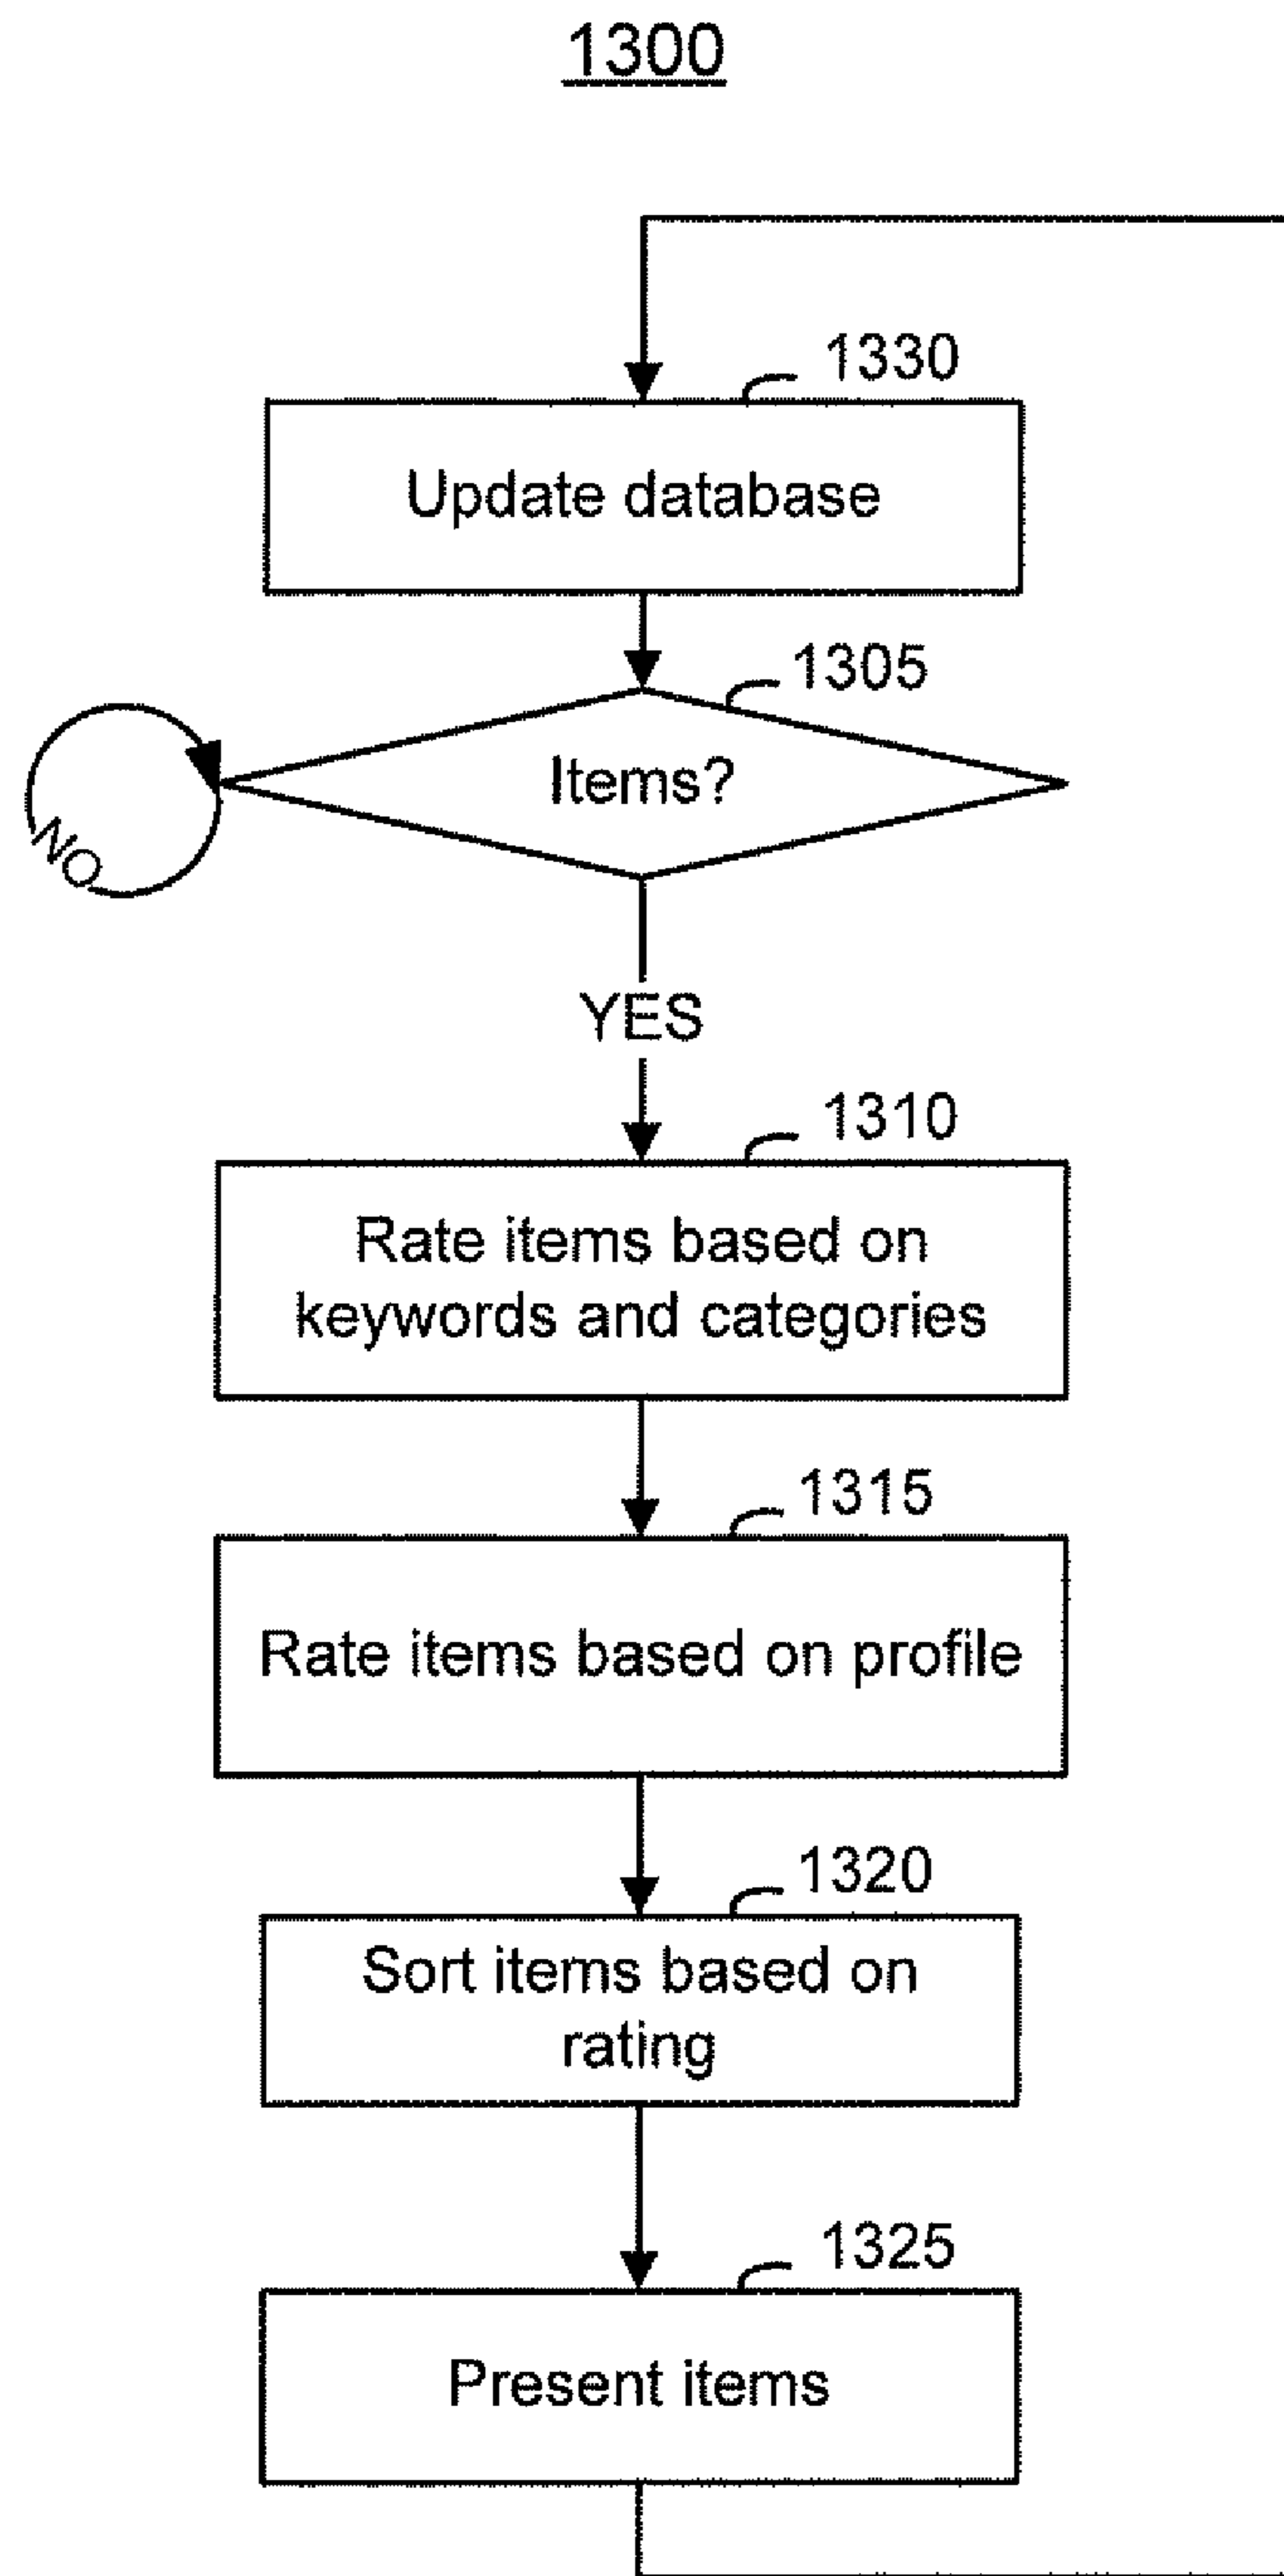 1300
1330
Update database
1305
Items?
NO
YES
1310
Rate items based on
keywords and categories
1315
Rate items based on profile
1320
Sort items based on
rating
1325
Present items